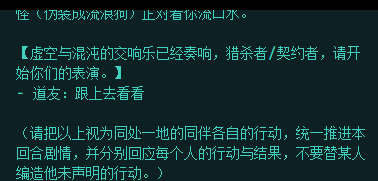 怪（伪装成流浪狗）正对着你流口水。
【虚空与混沌的交响乐已经奏响，猎杀者/契约者，请开
始你们的表演。】
- 道友：跟上去看看
（请把以上视为同处一地的同伴各自的行动，统一推进本
回合剧情，并分别回应每个人的行动与结果，不要替某人
编造他未声明的行动。）